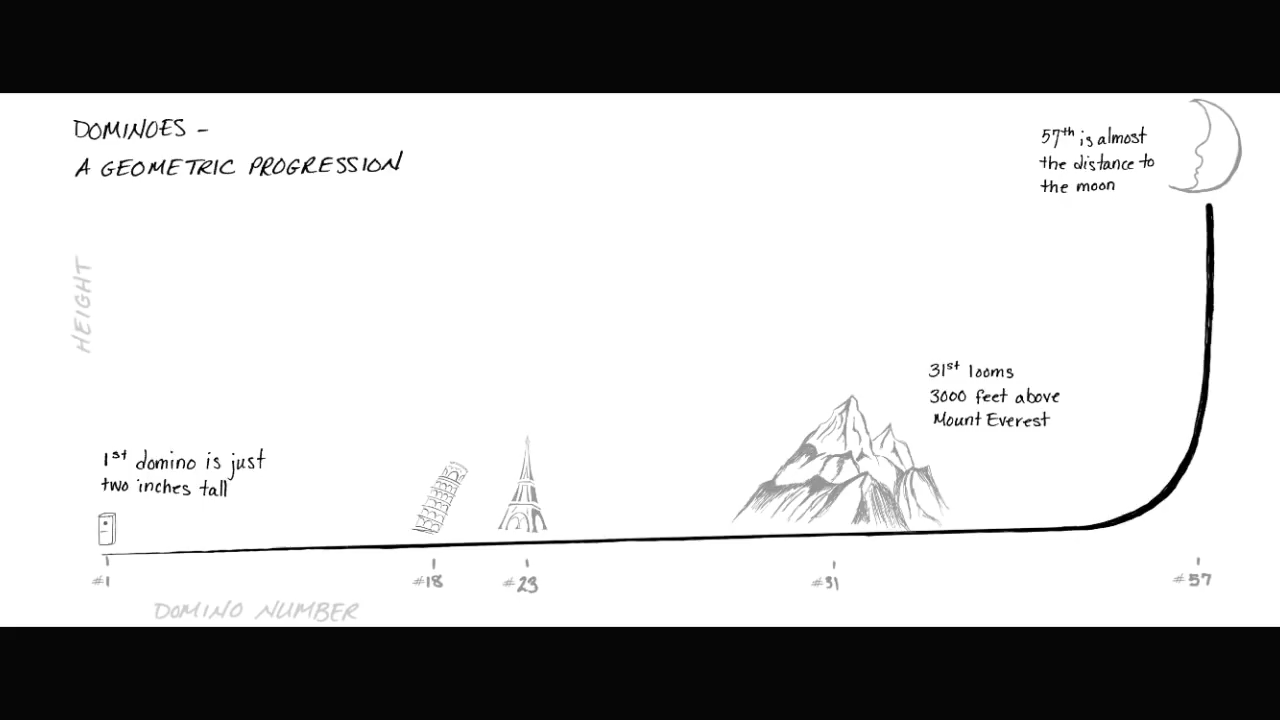 DOMINOES -
A GEOMETRIC PROGRESSION
57th is almost
the distance to
the moon
HEIGHT
31st looms
3000 feet above
Mount Everest
1st domino is just
two inches tall
#1
#18
#23
#31
#57
DOMINO NUMBER